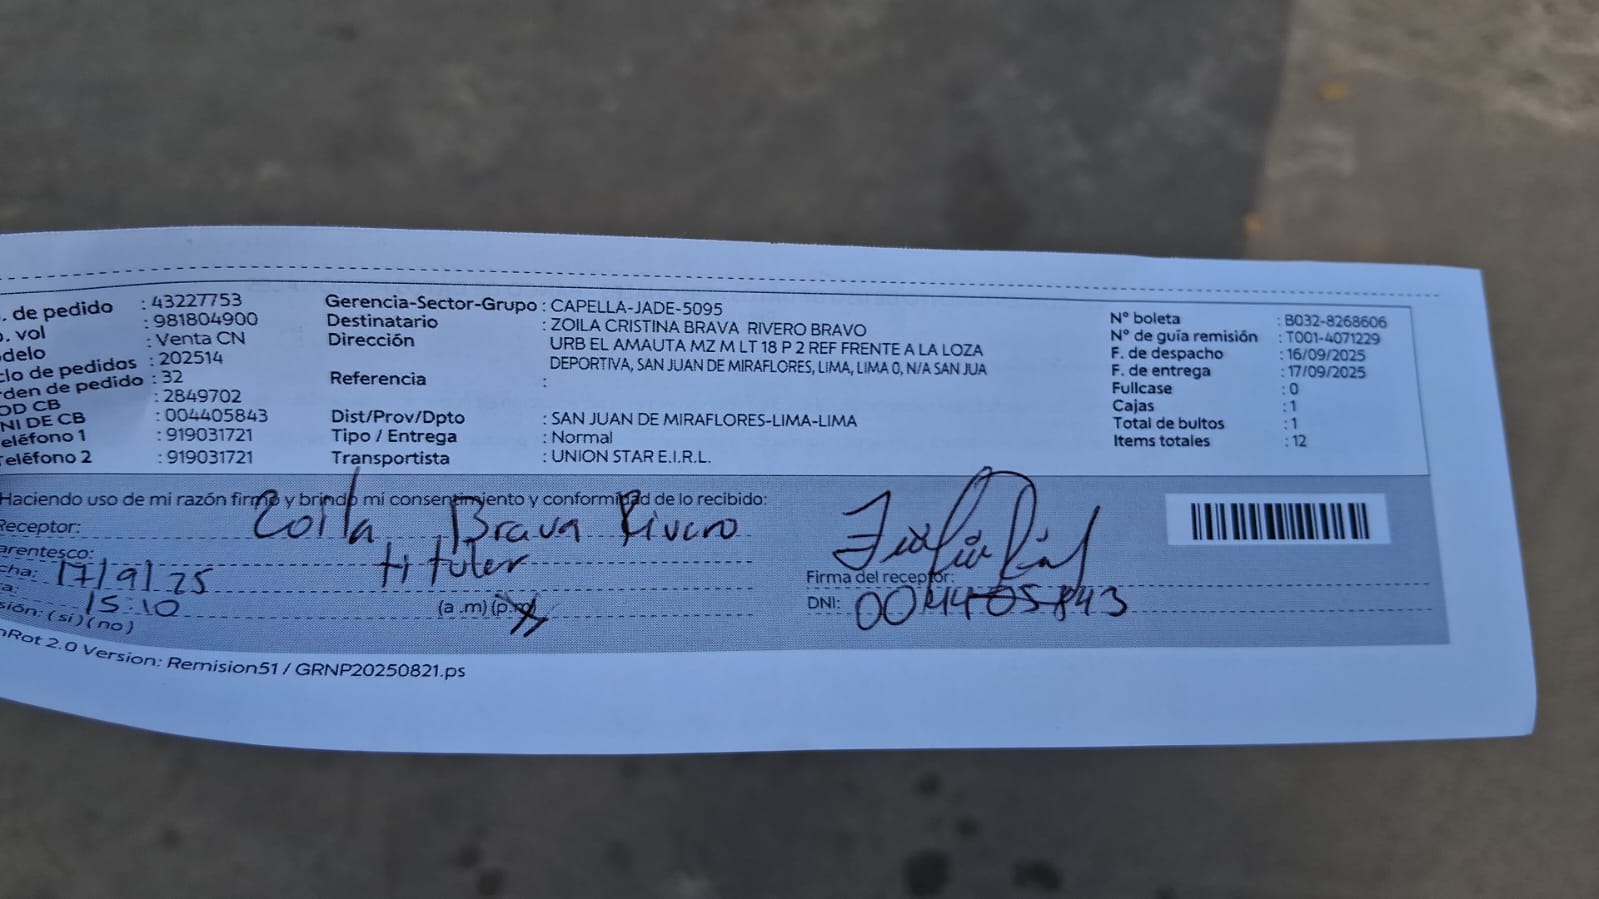 . de pedido : 43227753
o. vol : 981804900
delo : Venta CN
clo de pedidos : 202514
rden de pedido : 32
OD CB : 2849702
NI DE CB : 004405843
eléfono 1 : 919031721
Teléfono 2 : 919031721
Gerencia-Sector-Grupo : CAPELLA-JADE-5095
Destinatario : ZOILA CRISTINA BRAVA RIVERO BRAVO
Dirección : URB EL AMAUTA MZ M LT 18 P 2 REF FRENTE A LA LOZA
DEPORTIVA, SAN JUAN DE MIRAFLORES, LIMA, LIMA 0, N/A SAN JUA
Referencia :
Dist/Prov/Dpto : SAN JUAN DE MIRAFLORES-LIMA-LIMA
Tipo / Entrega : Normal
Transportista : UNION STAR E.I.R.L.
N° boleta : B032-8268606
N° de guía remisión : T001-4071229
F. de despacho : 16/09/2025
F. de entrega : 17/09/2025
Fullcase : 0
Cajas : 1
Total de bultos : 1
Items totales : 12
Haciendo uso de mi razón firmo y brindo mi consentimiento y conformidad de lo recibido:
Receptor: Zoila Brava Rivero
arentesco: tituler
cha: 17/9/25
a: 15:10 (a .m) (p.m)
sión: (si) (no)
Firma del receptor:
DNI: 004405843
oRot 2.0 Version: Remision51 / GRNP20250821.ps